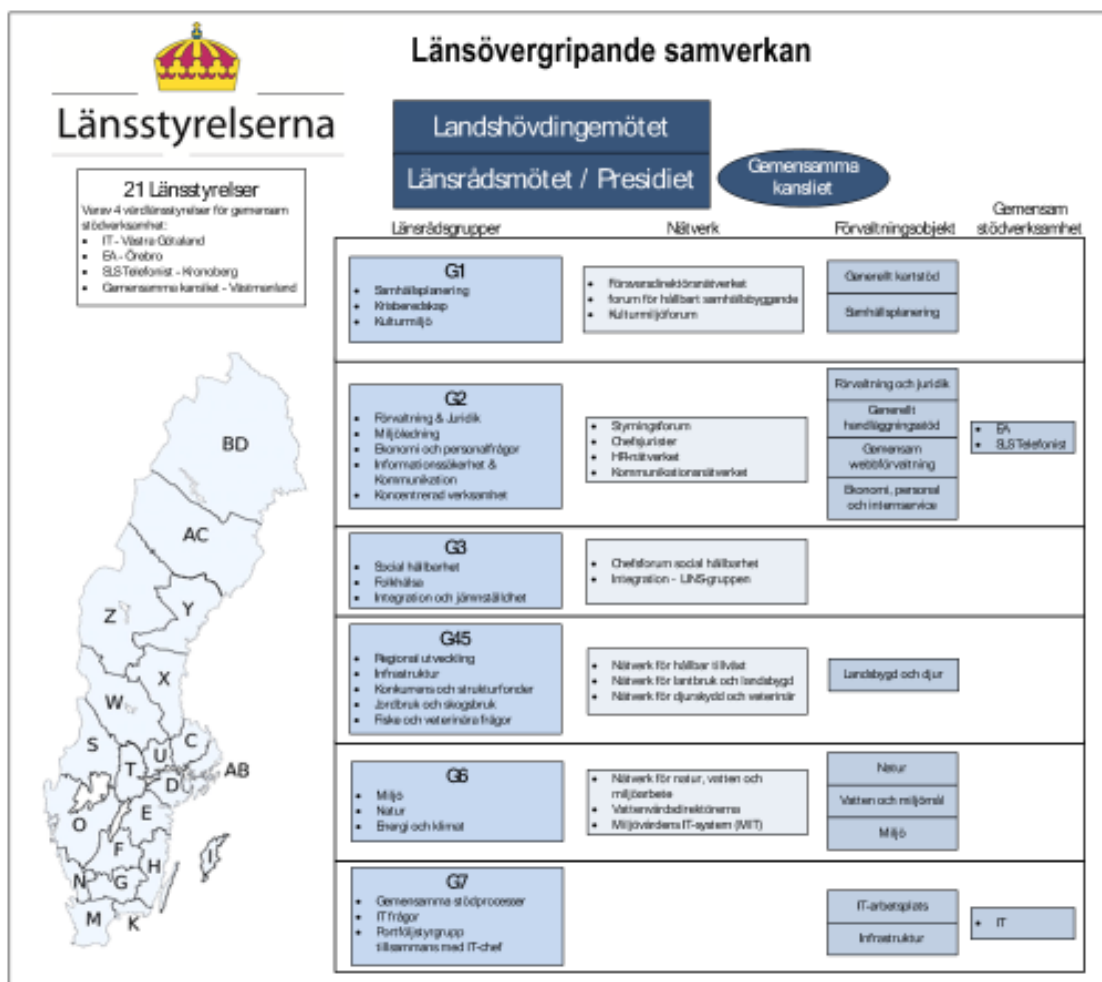 Länsövergripande samverkan
Länsstyrelserna
Landshövdingemötet
Länsrådsmötet / Presidiet
Gemensamma
kansliet
21 Länsstyrelser
Varav 4 värdlänsstyrelser för gemensam
stödverksamhet:
• IT - Västra Götaland
• EA - Örebro
• SLS Telefonist - Kronoberg
• Gemensamma kansliet - Västmanland
Länsrådsgrupper
Nätverk
Förvaltningsobjekt
Gemensam
stödverksamhet
G1
• Samhällsplanering
• Krisberedskap
• Kulturmiljö
• Försvarsdirektörsnätverket
• forum för hållbart samhällsbyggande
• Kulturmiljöforum
Generellt kartstöd
Samhällsplanering
G2
• Förvaltning & Juridik
• Miljöledning
• Ekonomi och personalfrågor
• Informationssäkerhet &
Kommunikation
• Koncentrerad verksamhet
• Styrningsforum
• Chefsjurister
• HR-nätverket
• Kommunikationsnätverket
Förvaltning och juridik
Generellt
handläggningsstöd
Gemensam
webbförvaltning
Ekonomi, personal
och internservice
• EA
• SLS Telefonist
G3
• Social hållbarhet
• Folkhälsa
• Integration och jämnställdhet
• Chefsforum social hållbarhet
• Integration - LINS-gruppen
G45
• Regional utveckling
• Infrastruktur
• Konkurrens och strukturfonder
• Jordbruk och skogsbruk
• Fiske och veterinära frågor
• Nätverk för hållbar tillväxt
• Nätverk för lantbruk och landsbygd
• Nätverk för djurskydd och veterinär
Landsbygd och djur
G6
• Miljö
• Natur
• Energi och klimat
• Nätverk för natur, vatten och
miljöarbete
• Vattenvårdsdirektörerna
• Miljövårdens IT-system (MIT)
Natur
Vatten och miljömål
Miljö
G7
• Gemensamma stödprocesser
• IT frågor
• Portföljstyrgrupp
tillsammans med IT-chef
IT-arbetsplats
Infrastruktur
• IT
BD
AC
Z
Y
X
W
S
T
U
C
AB
D
O
E
F
H
I
N
G
M
K